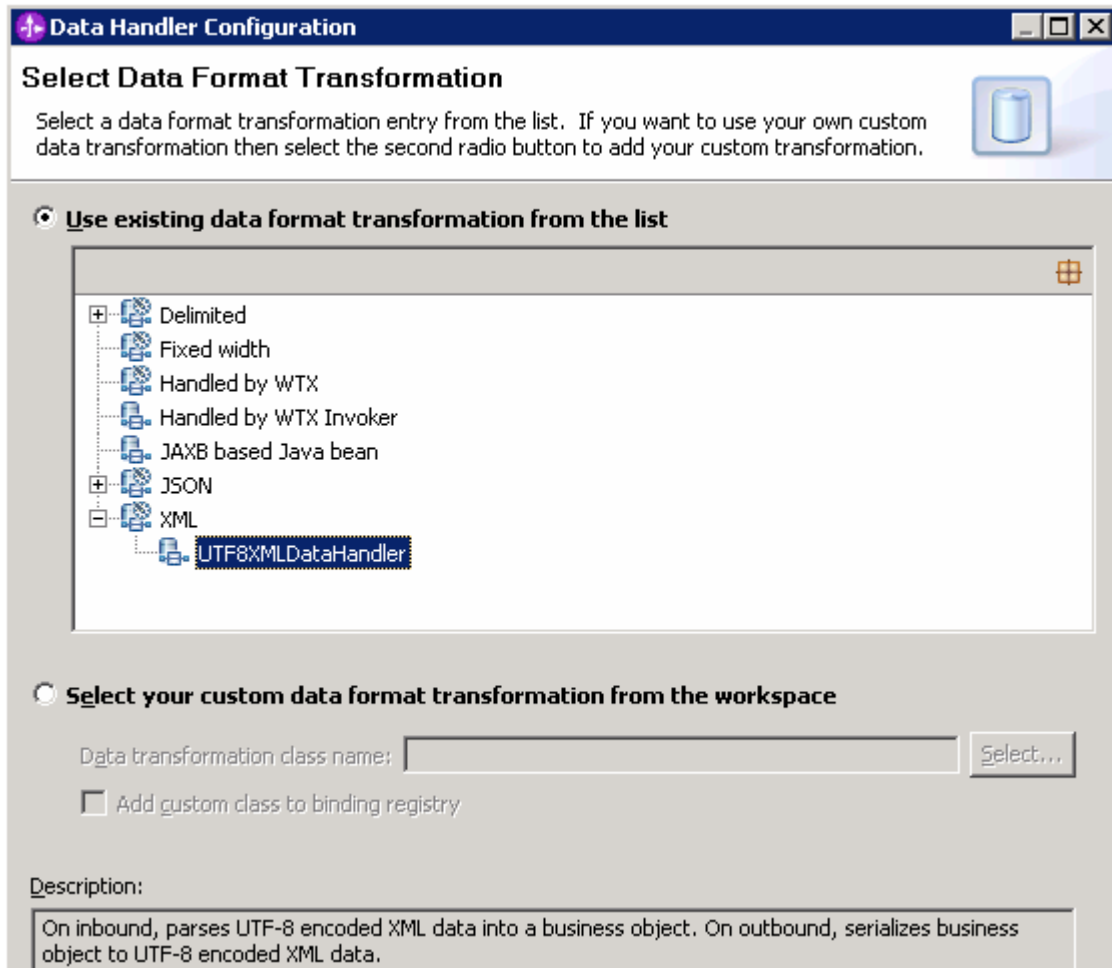 Data Handler Configuration
Select Data Format Transformation
Select a data format transformation entry from the list. If you want to use your own custom
data transformation then select the second radio button to add your custom transformation.
Use existing data format transformation from the list
Delimited
Fixed width
Handled by WTX
Handled by WTX Invoker
JAXB based Java bean
JSON
XML
UTF8XMLDataHandler
Select your custom data format transformation from the workspace
Data transformation class name:
Select...
Add custom class to binding registry
Description:
On inbound, parses UTF-8 encoded XML data into a business object. On outbound, serializes business
object to UTF-8 encoded XML data.